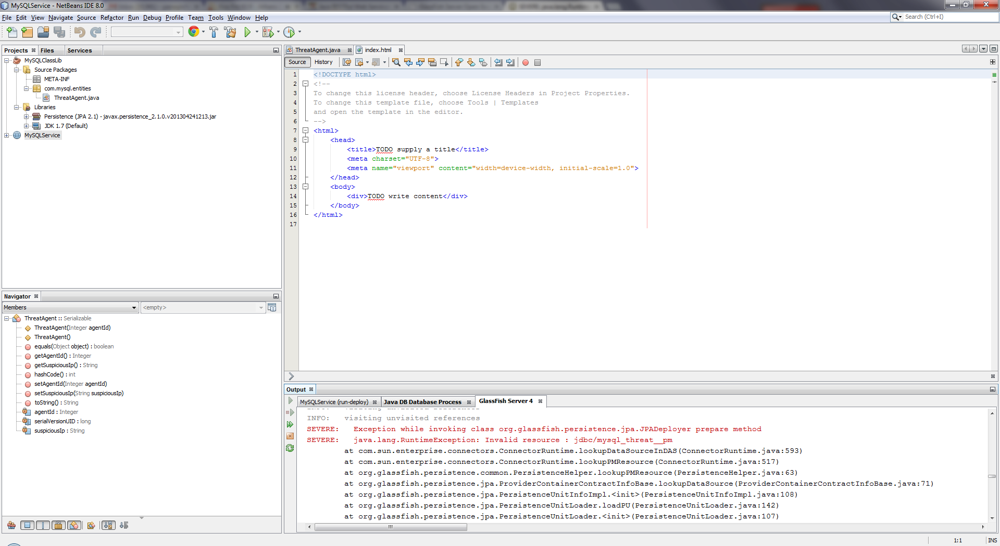 MySQLService - NetBeans IDE 8.0
File Edit View Navigate Source Refactor Run Debug Profile Team Tools Window Help
Search (Ctrl+I)
Projects Files Services
MySQLClassLib
Source Packages
META-INF
com.mysql.entities
ThreatAgent.java
Libraries
Persistence (JPA 2.1) - javax.persistence_2.1.0.v201304241213.jar
JDK 1.7 (Default)
MySQLService
Navigator
Members
<empty>
ThreatAgent :: Serializable
ThreatAgent(Integer agentId)
ThreatAgent()
equals(Object object) : boolean
getAgentId() : Integer
getSuspiciousIp() : String
hashCode() : int
setAgentId(Integer agentId)
setSuspiciousIp(String suspiciousIp)
toString() : String
agentId : Integer
serialVersionUID : long
suspiciousIp : String
ThreatAgent.java index.html
Source History
1 <!DOCTYPE html>
2 <!--
3 To change this license header, choose License Headers in Project Properties.
4 To change this template file, choose Tools | Templates
5 and open the template in the editor.
6 -->
7 <html>
8 <head>
9 <title>TODO supply a title</title>
10 <meta charset="UTF-8">
11 <meta name="viewport" content="width=device-width, initial-scale=1.0">
12 </head>
13 <body>
14 <div>TODO write content</div>
15 </body>
16 </html>
17
Output
MySQLService (run-deploy) Java DB Database Process GlassFish Server 4
INFO: visiting unvisited references
INFO: visiting unvisited references
SEVERE: Exception while invoking class org.glassfish.persistence.jpa.JPADeployer prepare method
SEVERE: java.lang.RuntimeException: Invalid resource : jdbc/mysql_threat__pm
at com.sun.enterprise.connectors.ConnectorRuntime.lookupDataSourceInDAS(ConnectorRuntime.java:593)
at com.sun.enterprise.connectors.ConnectorRuntime.lookupPMResource(ConnectorRuntime.java:517)
at org.glassfish.persistence.common.PersistenceHelper.lookupPMResource(PersistenceHelper.java:63)
at org.glassfish.persistence.jpa.ProviderContainerContractInfoBase.lookupDataSource(ProviderContainerContractInfoBase.java:71)
at org.glassfish.persistence.jpa.PersistenceUnitInfoImpl.<init>(PersistenceUnitInfoImpl.java:108)
at org.glassfish.persistence.jpa.PersistenceUnitLoader.loadPU(PersistenceUnitLoader.java:142)
at org.glassfish.persistence.jpa.PersistenceUnitLoader.<init>(PersistenceUnitLoader.java:107)
1:1 INS